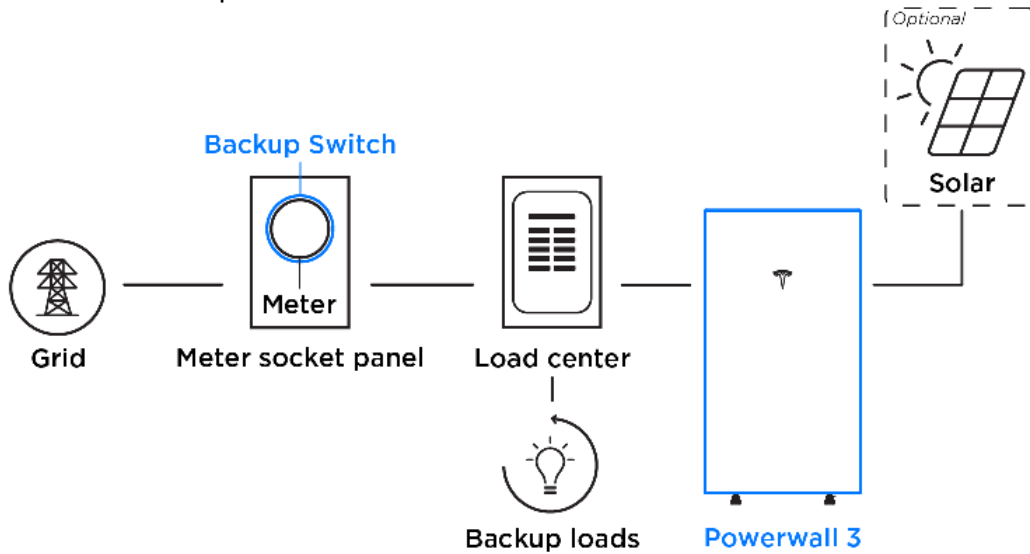 Optional
Solar
Backup Switch
Meter
Grid
Meter socket panel
Load center
Backup loads
Powerwall 3